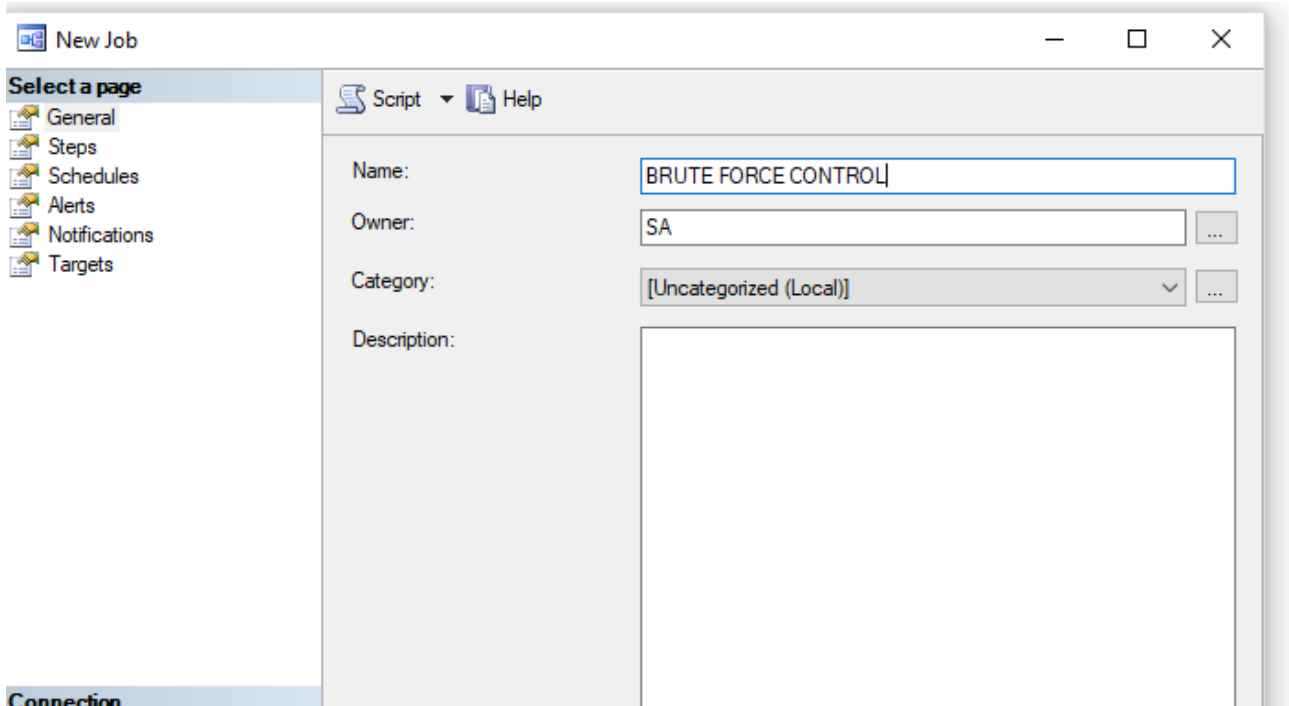 New Job
Select a page
General
Steps
Schedules
Alerts
Notifications
Targets
Connection
Script Help
Name: BRUTE FORCE CONTROL
Owner: SA ...
Category: [Uncategorized (Local)] ...
Description: